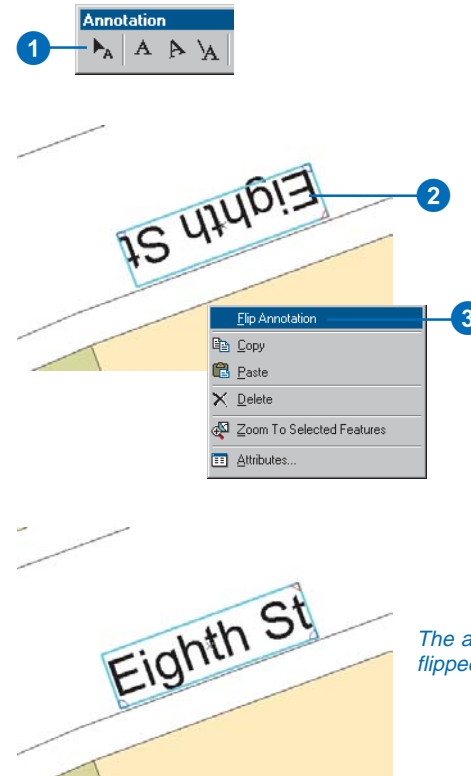 Annotation
1
A A A A
Eighth St
2
Flip Annotation
3
Copy
Paste
Delete
Zoom To Selected Features
Attributes...
Eighth St
The a
flipped